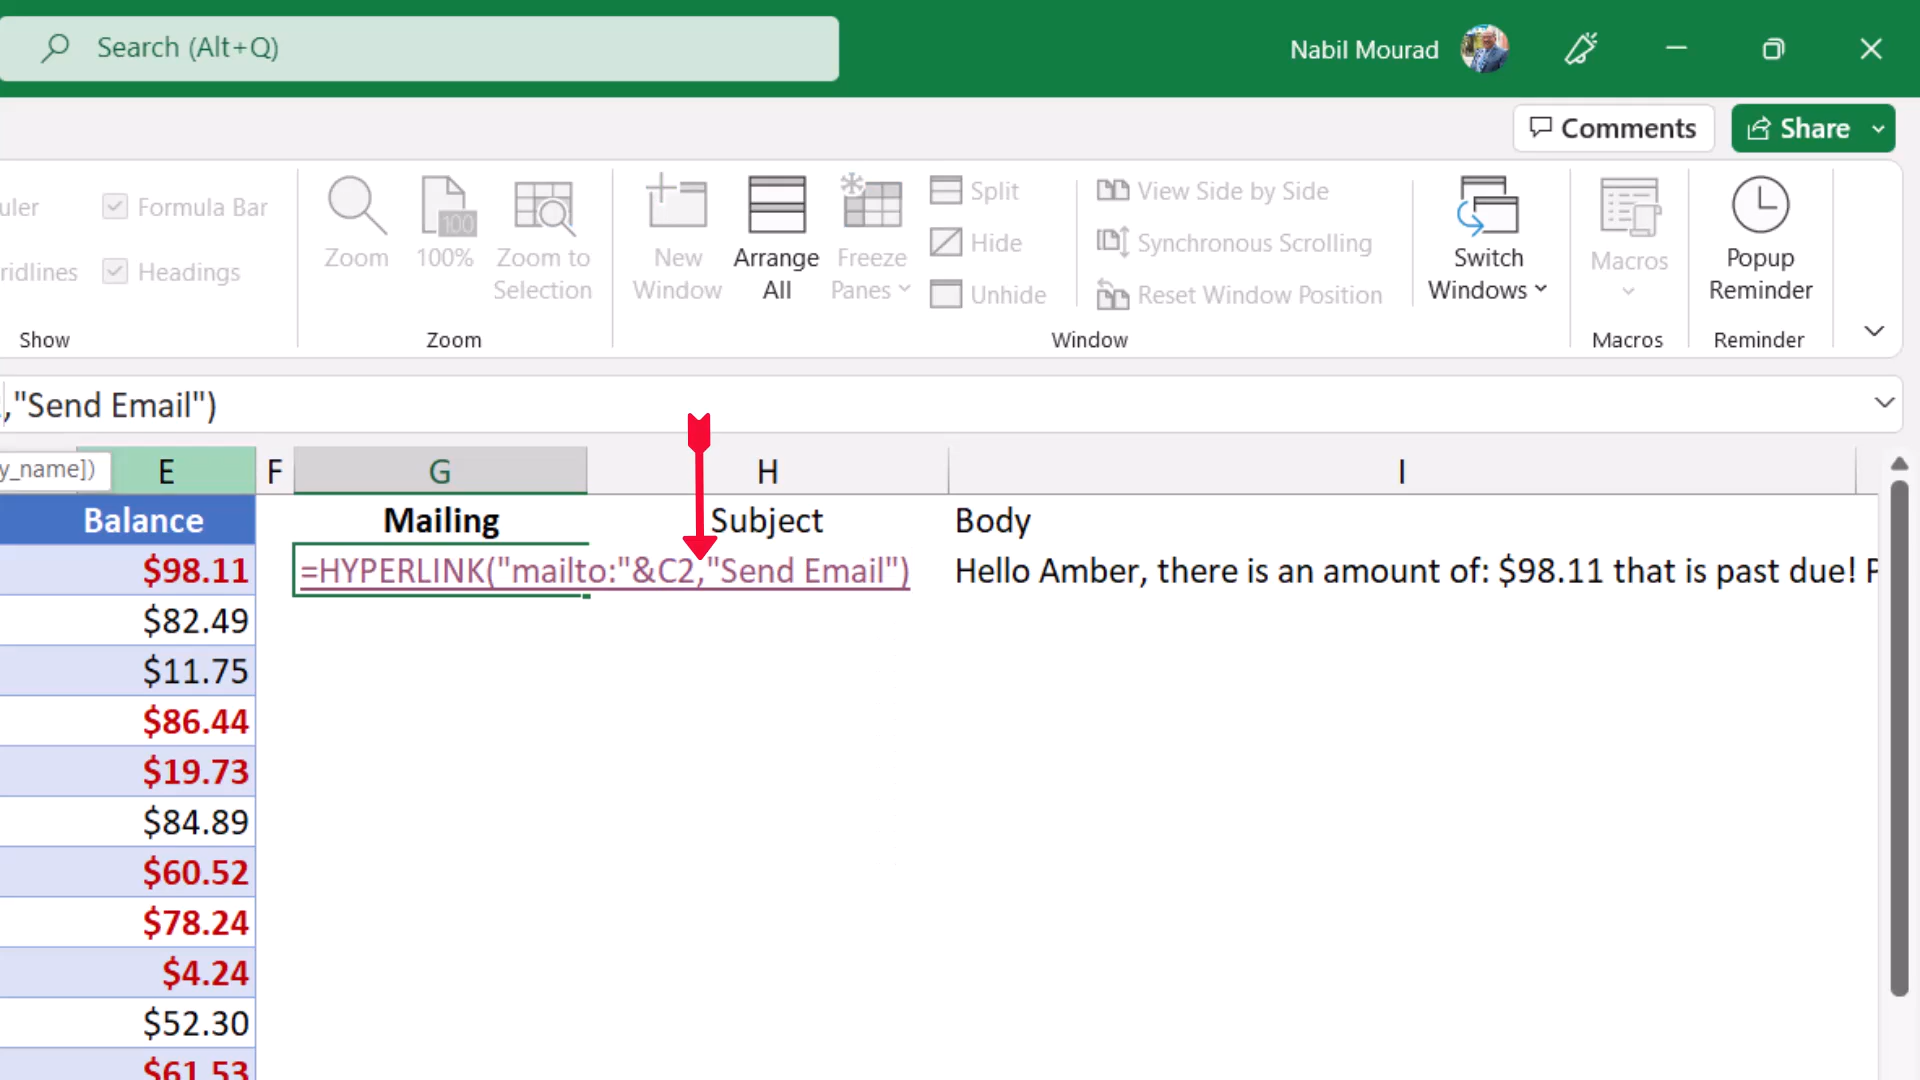 Search (Alt+Q)
Nabil Mourad
Comments
Share
uler
Formula Bar
ridlines
Headings
Show
Zoom
100
100%
Zoom to
Selection
Zoom
New
Window
Arrange
All
Freeze
Panes
Split
Hide
Unhide
View Side by Side
Synchronous Scrolling
Reset Window Position
Window
Switch
Windows
Macros
Macros
Popup
Reminder
Reminder
,"Send Email")
y_name])
E F G H I
Balance Mailing Subject Body
$98.11 =HYPERLINK("mailto:"&C2,"Send Email") Hello Amber, there is an amount of: $98.11 that is past due!
$82.49
$11.75
$86.44
$19.73
$84.89
$60.52
$78.24
$4.24
$52.30
$61.53